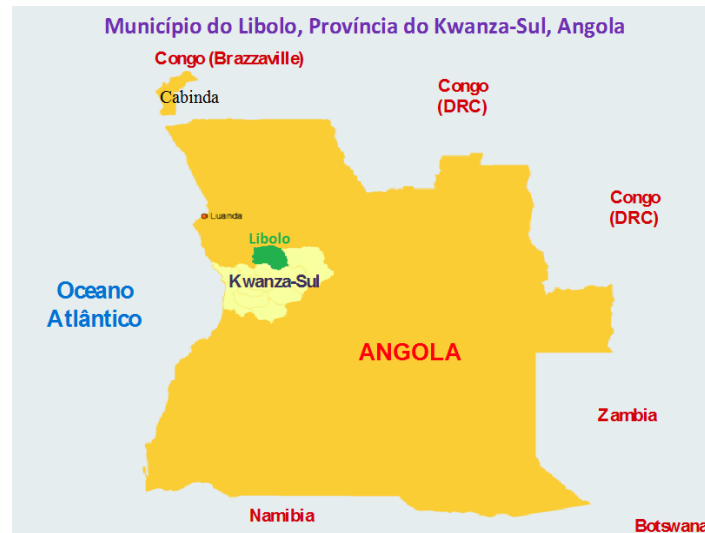 Município do Libolo, Província do Kwanza-Sul, Angola
Congo (Brazzaville)
Cabinda
Congo
(DRC)
Congo
(DRC)
Luanda
Libolo
Kwanza-Sul
Oceano
Atlântico
ANGOLA
Zambia
Namibia
Botswana